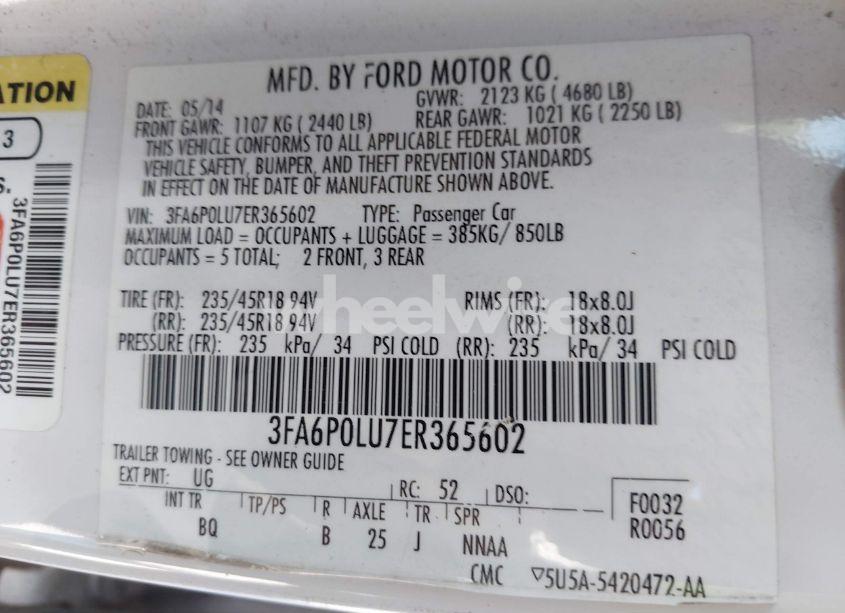 ATION
3
S.
3FA6P0LU7ER365602
MFD. BY FORD MOTOR CO.
DATE: 05/14 GVWR: 2123 KG ( 4680 LB)
FRONT GAWR: 1107 KG ( 2440 LB) REAR GAWR: 1021 KG ( 2250 LB)
THIS VEHICLE CONFORMS TO ALL APPLICABLE FEDERAL MOTOR
VEHICLE SAFETY, BUMPER, AND THEFT PREVENTION STANDARDS
IN EFFECT ON THE DATE OF MANUFACTURE SHOWN ABOVE.
VIN: 3FA6P0LU7ER365602 TYPE: Passenger Car
MAXIMUM LOAD = OCCUPANTS + LUGGAGE = 385KG/ 850LB
OCCUPANTS = 5 TOTAL; 2 FRONT, 3 REAR
TIRE (FR): 235/45R18 94V RIMS (FR): 18x8.0J
(RR): 235/45R18 94V (RR): 18x8.0J
wheelwire
PRESSURE (FR): 235 kPa/ 34 PSI COLD (RR): 235 kPa/ 34 PSI COLD
3FA6P0LU7ER365602
TRAILER TOWING - SEE OWNER GUIDE
EXT PNT: UG RC: 52 DSO: F0032
INT TR TP/PS R AXLE TR SPR R0056
BQ B 25 J NNAA
CMC ▽5U5A-5420472-AA